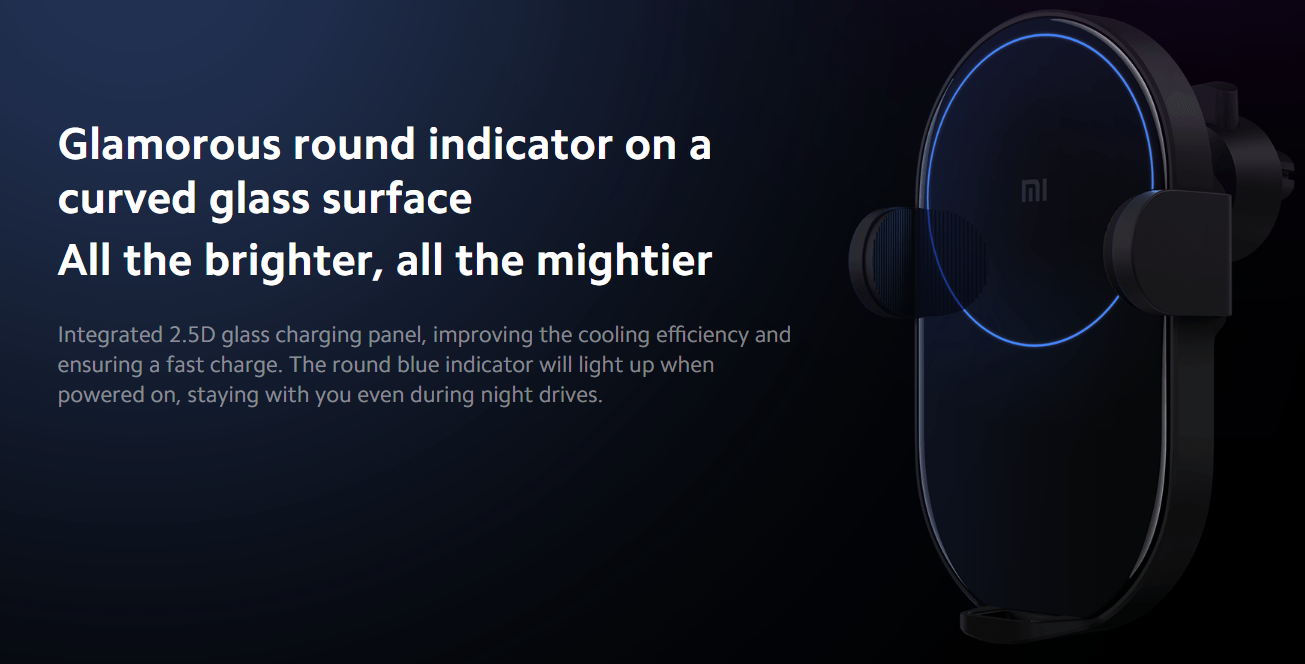 Glamorous round indicator on a
curved glass surface
All the brighter, all the mightier
Integrated 2.5D glass charging panel, improving the cooling efficiency and
ensuring a fast charge. The round blue indicator will light up when
powered on, staying with you even during night drives.
MI